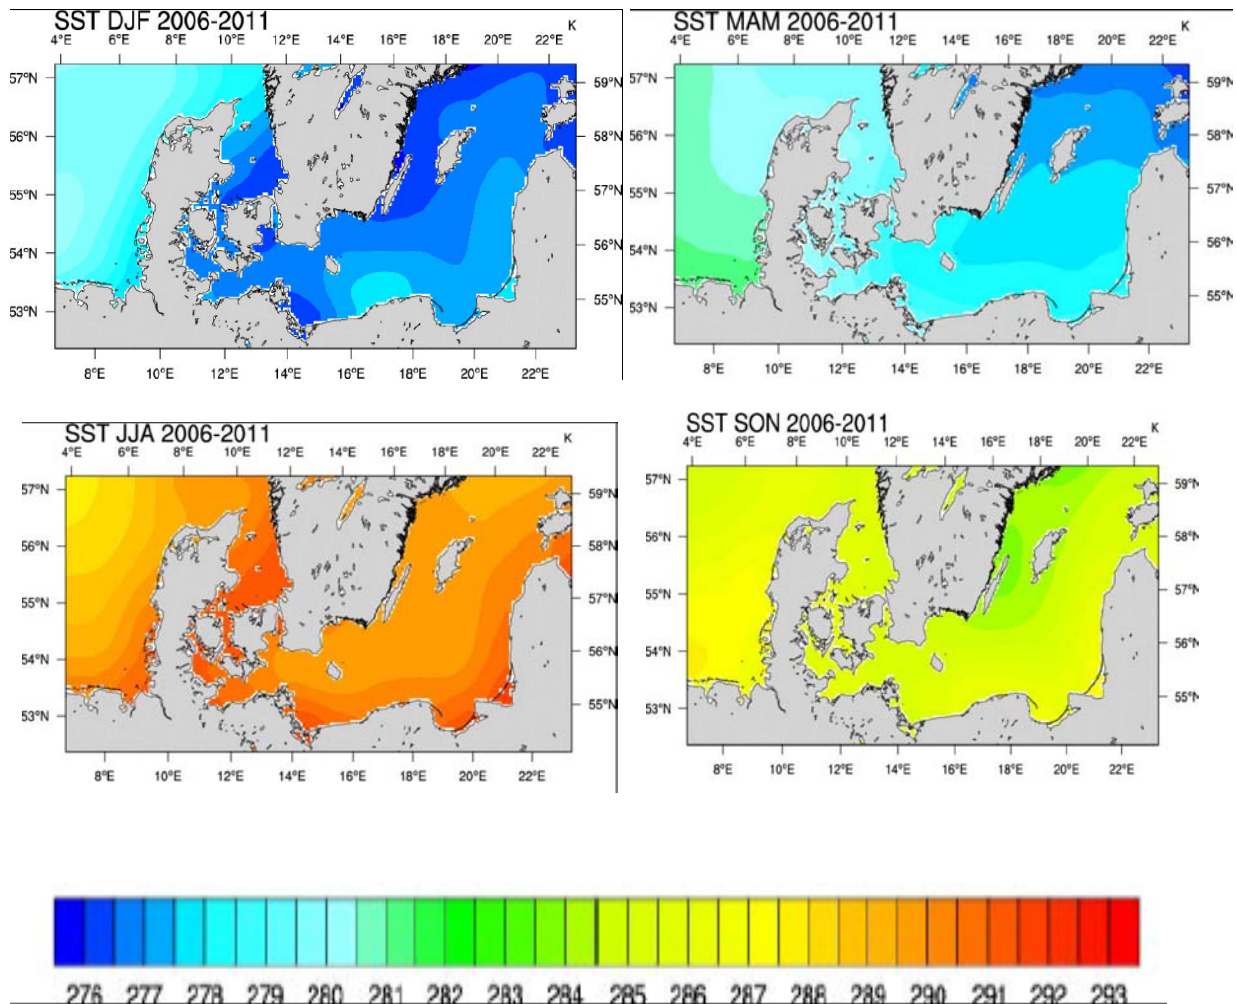 SST DJF 2006-2011
4°E 6°E 8°E 10°E 12°E 14°E 16°E 18°E 20°E 22°E K
57°N 59°N
56°N 58°N
55°N 57°N
54°N 56°N
53°N 55°N
8°E 10°E 12°E 14°E 16°E 18°E 20°E 22°E
SST MAM 2006-2011
4°E 6°E 8°E 10°E 12°E 14°E 16°E 18°E 20°E 22°E K
57°N 59°N
56°N 58°N
55°N 57°N
54°N 56°N
53°N 55°N
8°E 10°E 12°E 14°E 16°E 18°E 20°E 22°E
SST JJA 2006-2011
4°E 6°E 8°E 10°E 12°E 14°E 16°E 18°E 20°E 22°E
57°N 59°N
56°N 58°N
55°N 57°N
54°N 56°N
53°N 55°N
8°E 10°E 12°E 14°E 16°E 18°E 20°E 22°E
SST SON 2006-2011
4°E 6°E 8°E 10°E 12°E 14°E 16°E 18°E 20°E 22°E K
57°N 59°N
56°N 58°N
55°N 57°N
54°N 56°N
53°N 55°N
8°E 10°E 12°E 14°E 16°E 18°E 20°E 22°E
276 277 278 279 280 281 282 283 284 285 286 287 288 289 290 291 292 293